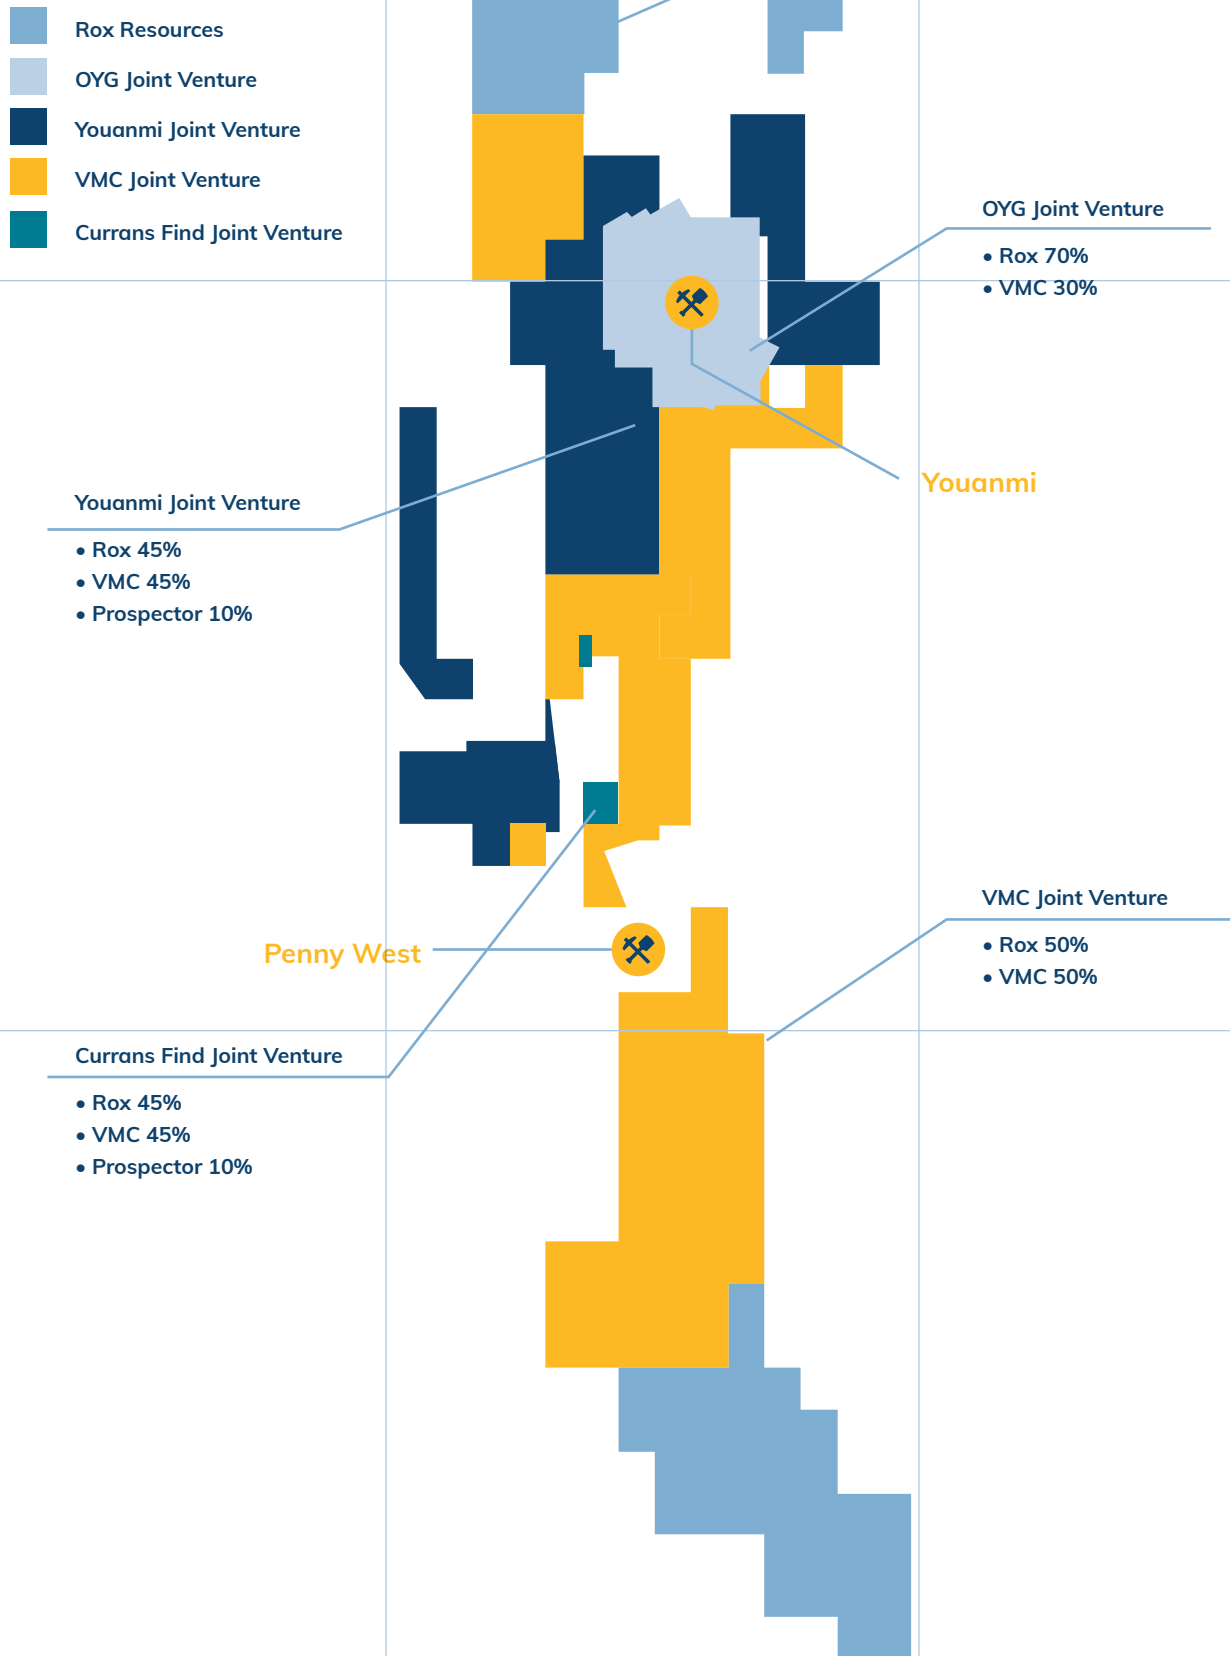 Rox Resources
OYG Joint Venture
Youanmi Joint Venture
VMC Joint Venture
Currans Find Joint Venture
OYG Joint Venture
• Rox 70%
• VMC 30%
Youanmi
Youanmi Joint Venture
• Rox 45%
• VMC 45%
• Prospector 10%
VMC Joint Venture
• Rox 50%
• VMC 50%
Penny West
Currans Find Joint Venture
• Rox 45%
• VMC 45%
• Prospector 10%